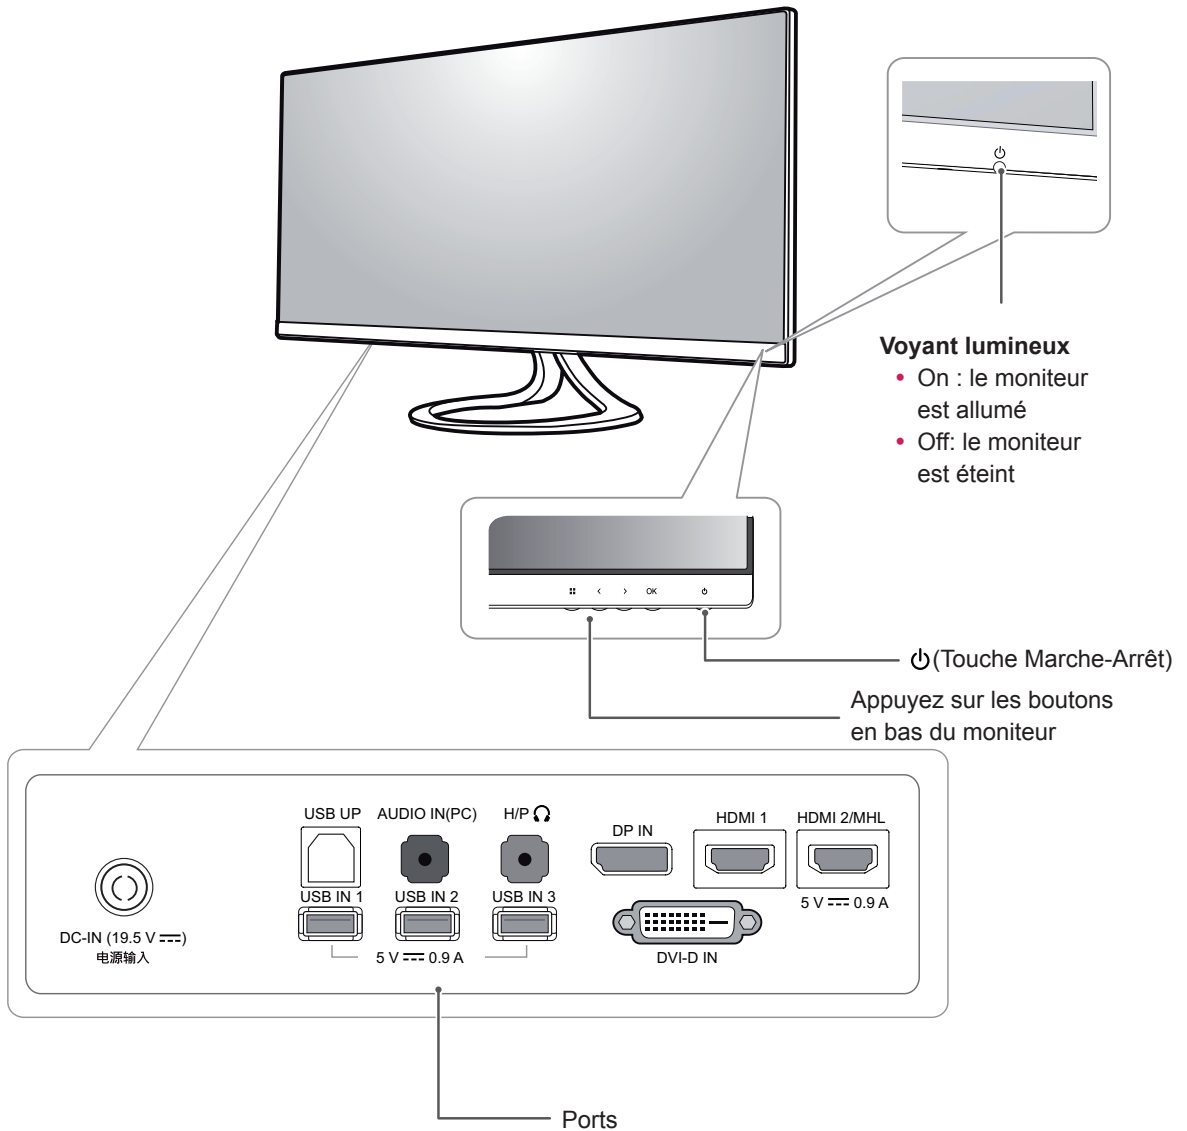 Voyant lumineux
• On : le moniteur
est allumé
• Off: le moniteur
est éteint
OK
(Touche Marche-Arrêt)
Appuyez sur les boutons
en bas du moniteur
USB UP AUDIO IN(PC) H/P
DP IN HDMI 1 HDMI 2/MHL
USB IN 1 USB IN 2 USB IN 3
5 V 0.9 A
DC-IN (19.5 V )
电源输入
5 V 0.9 A
DVI-D IN
Ports